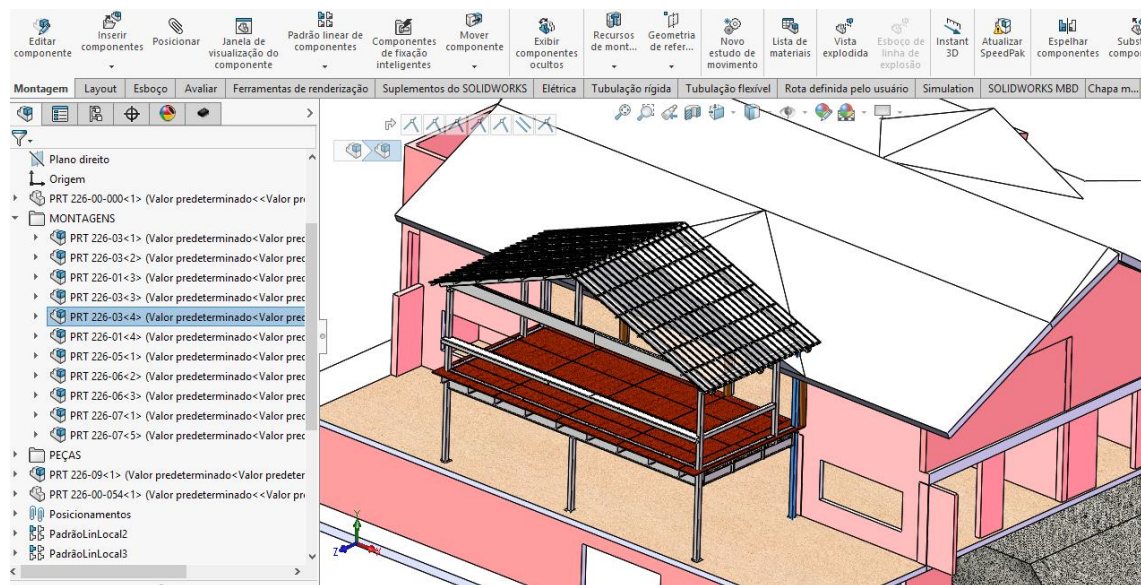 Editar componente
Inserir componentes
Posicionar
Janela de visualização do componente
Padrão linear de componentes
Componentes de fixação inteligentes
Mover componente
Exibir componentes ocultos
Recursos de mont...
Geometria de refer...
Novo estudo de movimento
Lista de materiais
Vista explodida
Esboço de linha de explosão
Instant 3D
Atualizar SpeedPak
Espelhar componentes
Montagem Layout Esboço Avaliar Ferramentas de renderização Suplementos do SOLIDWORKS Elétrica Tubulação rígida Tubulação flexível Rota definida pelo usuário Simulation SOLIDWORKS MBD Chapa m...
Plano direito
Origem
PRT 226-00-000<1> (Valor predeterminado<<Valor pr
MONTAGENS
PRT 226-03<1> (Valor predeterminado<Valor prec
PRT 226-03<2> (Valor predeterminado<Valor prec
PRT 226-01<3> (Valor predeterminado<Valor prec
PRT 226-03<3> (Valor predeterminado<Valor prec
PRT 226-03<4> (Valor predeterminado<Valor prec
PRT 226-01<4> (Valor predeterminado<Valor prec
PRT 226-05<1> (Valor predeterminado<Valor prec
PRT 226-06<2> (Valor predeterminado<Valor prec
PRT 226-06<3> (Valor predeterminado<Valor prec
PRT 226-07<1> (Valor predeterminado<Valor prec
PRT 226-07<5> (Valor predeterminado<Valor prec
PEÇAS
PRT 226-09<1> (Valor predeterminado<Valor predeter
PRT 226-00-054<1> (Valor predeterminado<<Valor pr
Posicionamentos
PadrãoLinLocal2
PadrãoLinLocal3
Y
Z